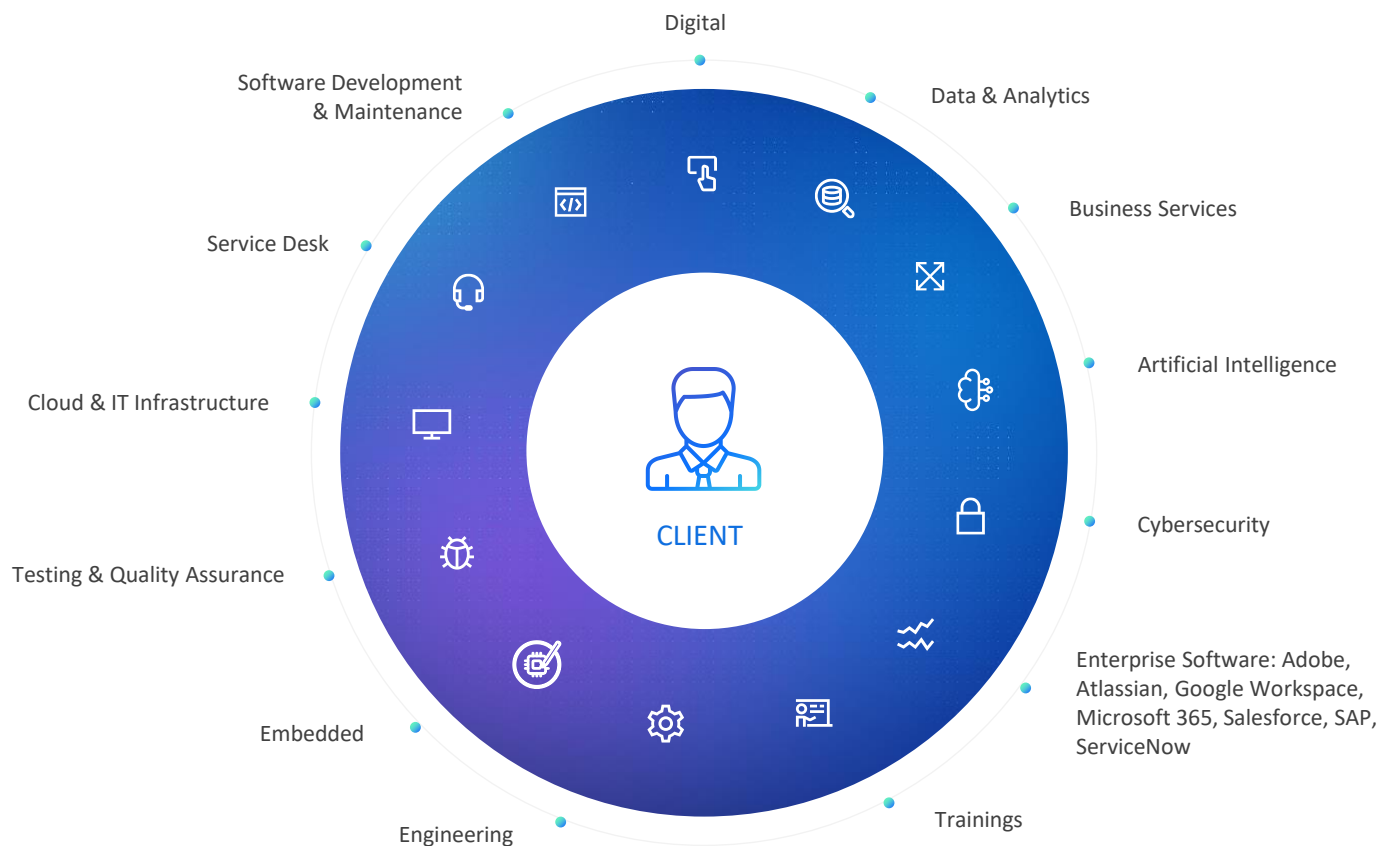 Digital
Software Development
& Maintenance
Data & Analytics
Business Services
Service Desk
Artificial Intelligence
Cloud & IT Infrastructure
CLIENT
Cybersecurity
Testing & Quality Assurance
Enterprise Software: Adobe,
Atlassian, Google Workspace,
Microsoft 365, Salesforce, SAP,
ServiceNow
Embedded
Trainings
Engineering